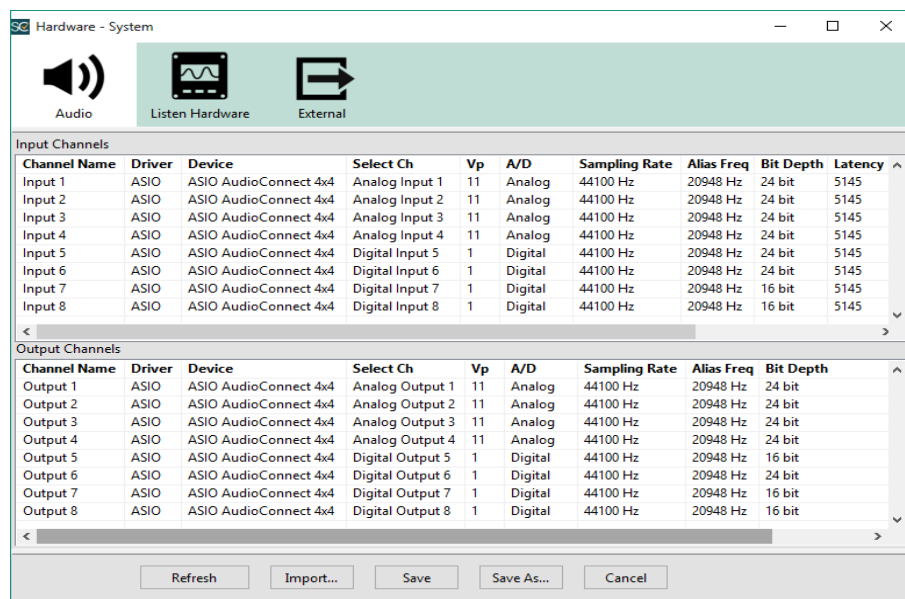 SC Hardware - System
Audio Listen Hardware External
Input Channels
Channel Name Driver Device Select Ch Vp A/D Sampling Rate Alias Freq Bit Depth Latency
Input 1 ASIO ASIO AudioConnect 4x4 Analog Input 1 11 Analog 44100 Hz 20948 Hz 24 bit 5145
Input 2 ASIO ASIO AudioConnect 4x4 Analog Input 2 11 Analog 44100 Hz 20948 Hz 24 bit 5145
Input 3 ASIO ASIO AudioConnect 4x4 Analog Input 3 11 Analog 44100 Hz 20948 Hz 24 bit 5145
Input 4 ASIO ASIO AudioConnect 4x4 Analog Input 4 11 Analog 44100 Hz 20948 Hz 24 bit 5145
Input 5 ASIO ASIO AudioConnect 4x4 Digital Input 5 1 Digital 44100 Hz 20948 Hz 24 bit 5145
Input 6 ASIO ASIO AudioConnect 4x4 Digital Input 6 1 Digital 44100 Hz 20948 Hz 24 bit 5145
Input 7 ASIO ASIO AudioConnect 4x4 Digital Input 7 1 Digital 44100 Hz 20948 Hz 16 bit 5145
Input 8 ASIO ASIO AudioConnect 4x4 Digital Input 8 1 Digital 44100 Hz 20948 Hz 16 bit 5145
Output Channels
Channel Name Driver Device Select Ch Vp A/D Sampling Rate Alias Freq Bit Depth
Output 1 ASIO ASIO AudioConnect 4x4 Analog Output 1 11 Analog 44100 Hz 20948 Hz 24 bit
Output 2 ASIO ASIO AudioConnect 4x4 Analog Output 2 11 Analog 44100 Hz 20948 Hz 24 bit
Output 3 ASIO ASIO AudioConnect 4x4 Analog Output 3 11 Analog 44100 Hz 20948 Hz 24 bit
Output 4 ASIO ASIO AudioConnect 4x4 Analog Output 4 11 Analog 44100 Hz 20948 Hz 24 bit
Output 5 ASIO ASIO AudioConnect 4x4 Digital Output 5 1 Digital 44100 Hz 20948 Hz 16 bit
Output 6 ASIO ASIO AudioConnect 4x4 Digital Output 6 1 Digital 44100 Hz 20948 Hz 24 bit
Output 7 ASIO ASIO AudioConnect 4x4 Digital Output 7 1 Digital 44100 Hz 20948 Hz 16 bit
Output 8 ASIO ASIO AudioConnect 4x4 Digital Output 8 1 Digital 44100 Hz 20948 Hz 16 bit
Refresh Import... Save Save As... Cancel